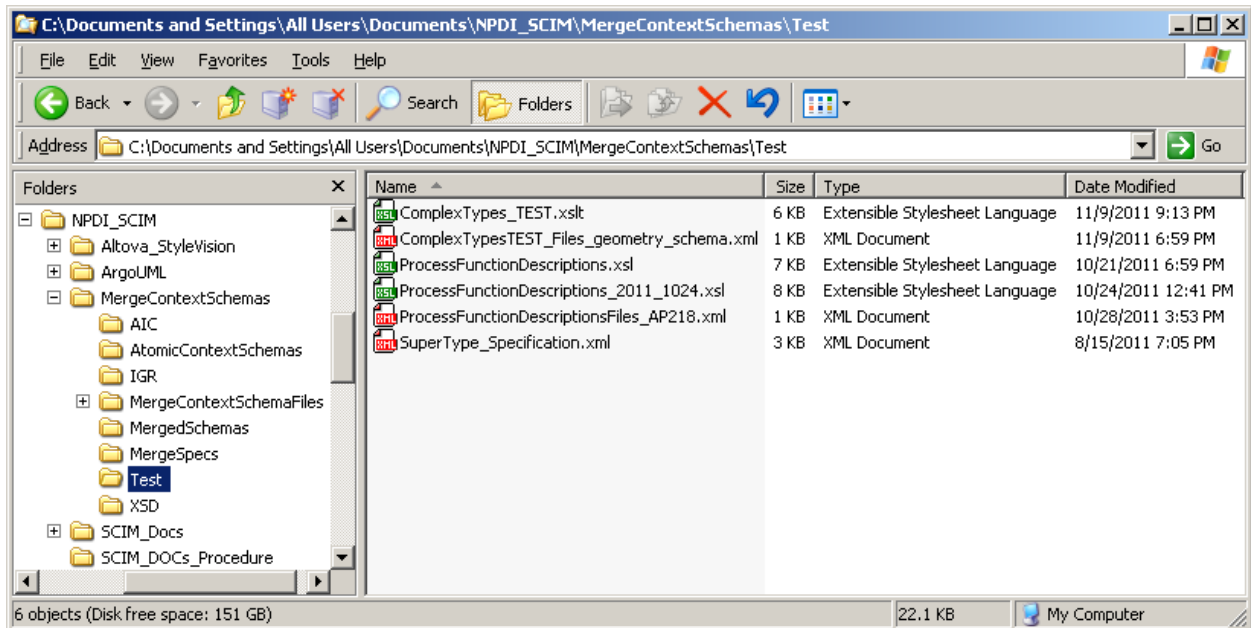 C:\Documents and Settings\All Users\Documents\NPDI_SCIM\MergeContextSchemas\Test
File Edit View Favorites Tools Help
Back Search Folders
Address C:\Documents and Settings\All Users\Documents\NPDI_SCIM\MergeContextSchemas\Test Go
Folders
NPDI_SCIM
Altova_StyleVision
ArgoUML
MergeContextSchemas
AIC
AtomicContextSchemas
IGR
MergeContextSchemaFiles
MergedSchemas
MergeSpecs
Test
XSD
SCIM_Docs
SCIM_DOCs_Procedure
Name Size Type Date Modified
XSL ComplexTypes_TEST.xslt 6 KB Extensible Stylesheet Language 11/9/2011 9:13 PM
XML ComplexTypesTEST_Files_geometry_schema.xml 1 KB XML Document 11/9/2011 6:59 PM
XSL ProcessFunctionDescriptions.xsl 7 KB Extensible Stylesheet Language 10/21/2011 6:59 PM
XSL ProcessFunctionDescriptions_2011_1024.xsl 8 KB Extensible Stylesheet Language 10/24/2011 12:41 PM
XML ProcessFunctionDescriptionsFiles_AP218.xml 1 KB XML Document 10/28/2011 3:53 PM
XML SuperType_Specification.xml 3 KB XML Document 8/15/2011 7:05 PM
6 objects (Disk free space: 151 GB) 22.1 KB My Computer